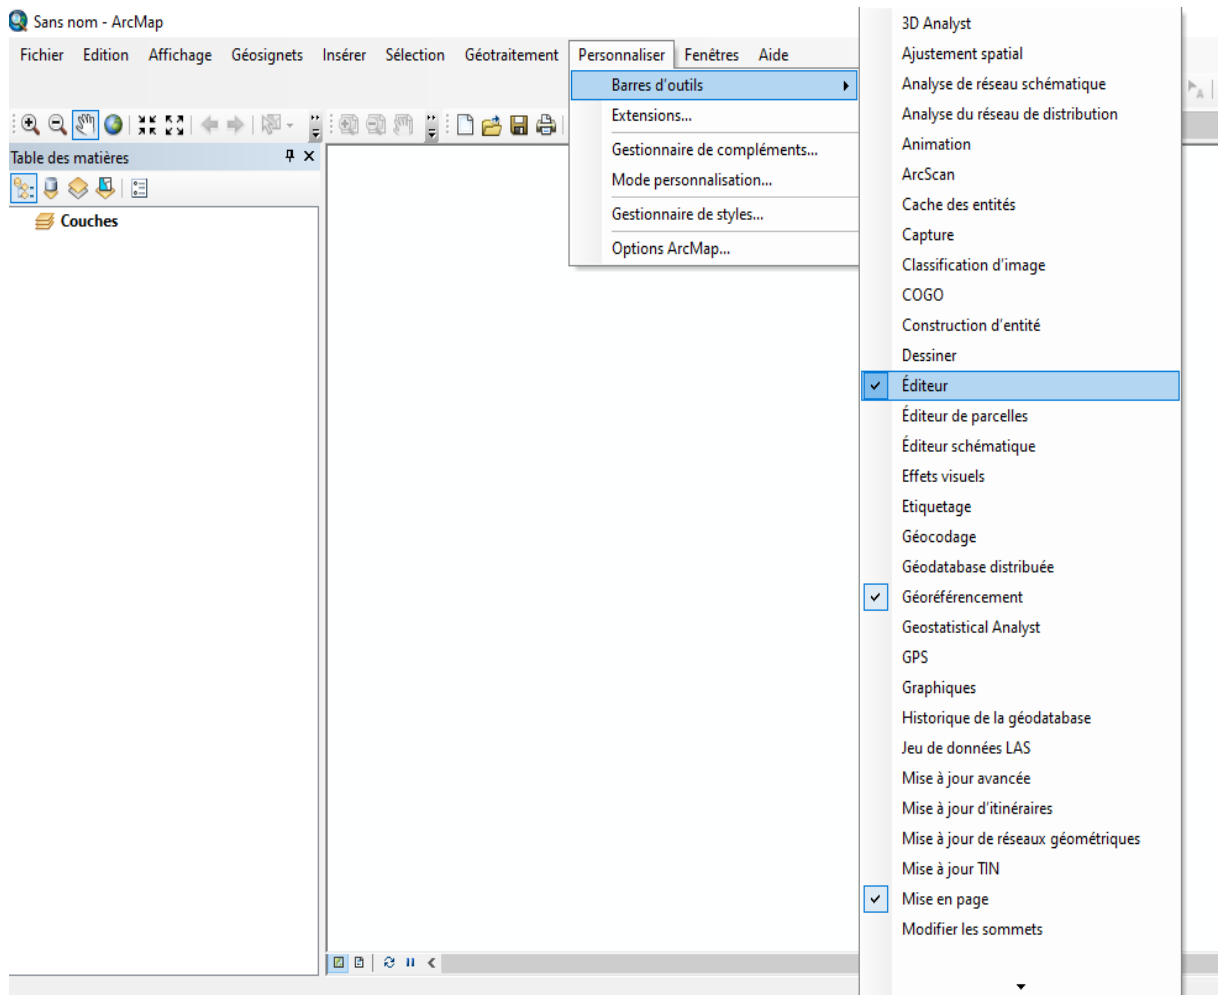 Sans nom - ArcMap
Fichier Edition Affichage Géosignets Insérer Sélection Géotraitement Personnaliser Fenêtres Aide
Table des matières
Couches
Barres d'outils
Extensions...
Gestionnaire de compléments...
Mode personnalisation...
Gestionnaire de styles...
Options ArcMap...
3D Analyst
Ajustement spatial
Analyse de réseau schématique
Analyse du réseau de distribution
Animation
ArcScan
Cache des entités
Capture
Classification d'image
COGO
Construction d'entité
Dessiner
Éditeur
Éditeur de parcelles
Éditeur schématique
Effets visuels
Etiquetage
Géocodage
Géodatabase distribuée
Géoréférencement
Geostatistical Analyst
GPS
Graphiques
Historique de la géodatabase
Jeu de données LAS
Mise à jour avancée
Mise à jour d'itinéraires
Mise à jour de réseaux géométriques
Mise à jour TIN
Mise en page
Modifier les sommets